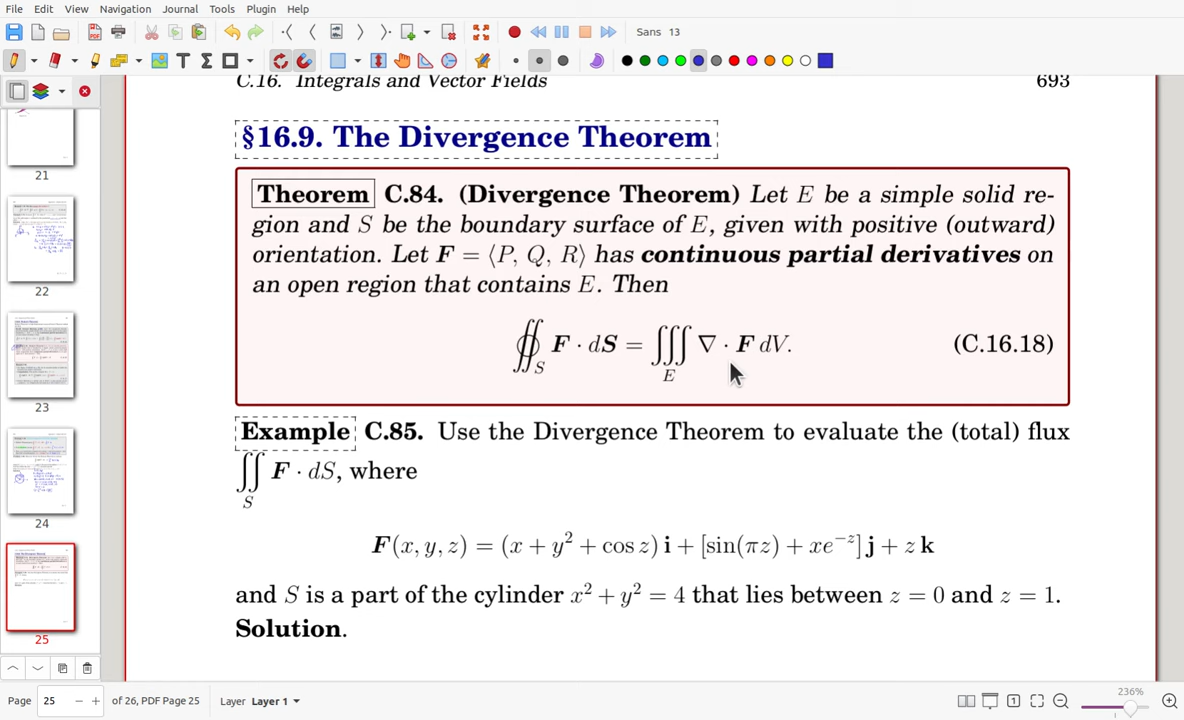 File Edit View Navigation Journal Tools Plugin Help
Sans 13
C.16. Integrals and Vector Fields 693
§16.9. The Divergence Theorem
Theorem C.84. (Divergence Theorem) Let E be a simple solid re-
gion and S be the boundary surface of E, given with positive (outward)
orientation. Let F = ⟨P, Q, R⟩ has continuous partial derivatives on
an open region that contains E. Then
∯_S F · dS = ∭_E ∇ · F dV. (C.16.18)
Example C.85. Use the Divergence Theorem to evaluate the (total) flux
∬_S F · dS, where
F(x, y, z) = (x + y² + cos z) i + [sin(πz) + xe⁻ᶻ] j + z k
and S is a part of the cylinder x² + y² = 4 that lies between z = 0 and z = 1.
Solution.
21
22
23
24
25
Page 25 of 26, PDF Page 25 Layer Layer 1 236%